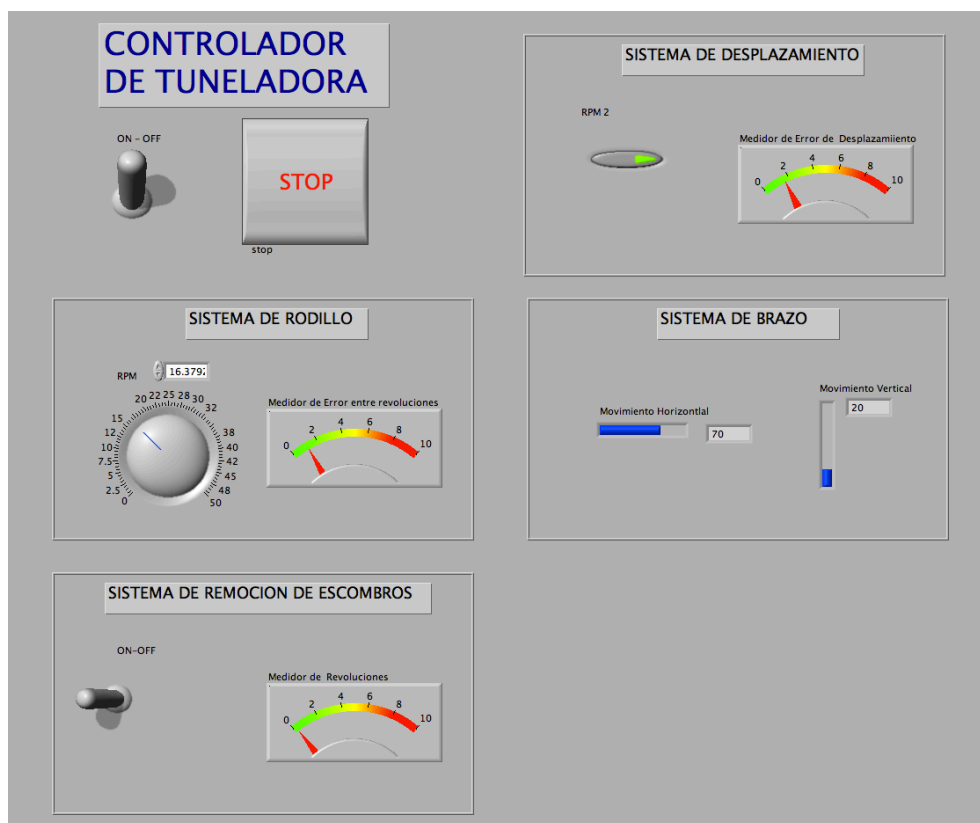 CONTROLADOR
DE TUNELADORA
ON - OFF
STOP
stop
SISTEMA DE DESPLAZAMIENTO
RPM 2
Medidor de Error de Desplazamiiento
0 2 4 6 8 10
SISTEMA DE RODILLO
RPM 16.3792
0 2.5 5 7.5 10 12 15 20 22 25 28 30 32 38 40 42 45 48 50
Medidor de Error entre revoluciones
0 2 4 6 8 10
SISTEMA DE BRAZO
Movimiento Horizontlal
70
Movimiento Vertical
20
SISTEMA DE REMOCION DE ESCOMBROS
ON-OFF
Medidor de Revoluciones
0 2 4 6 8 10